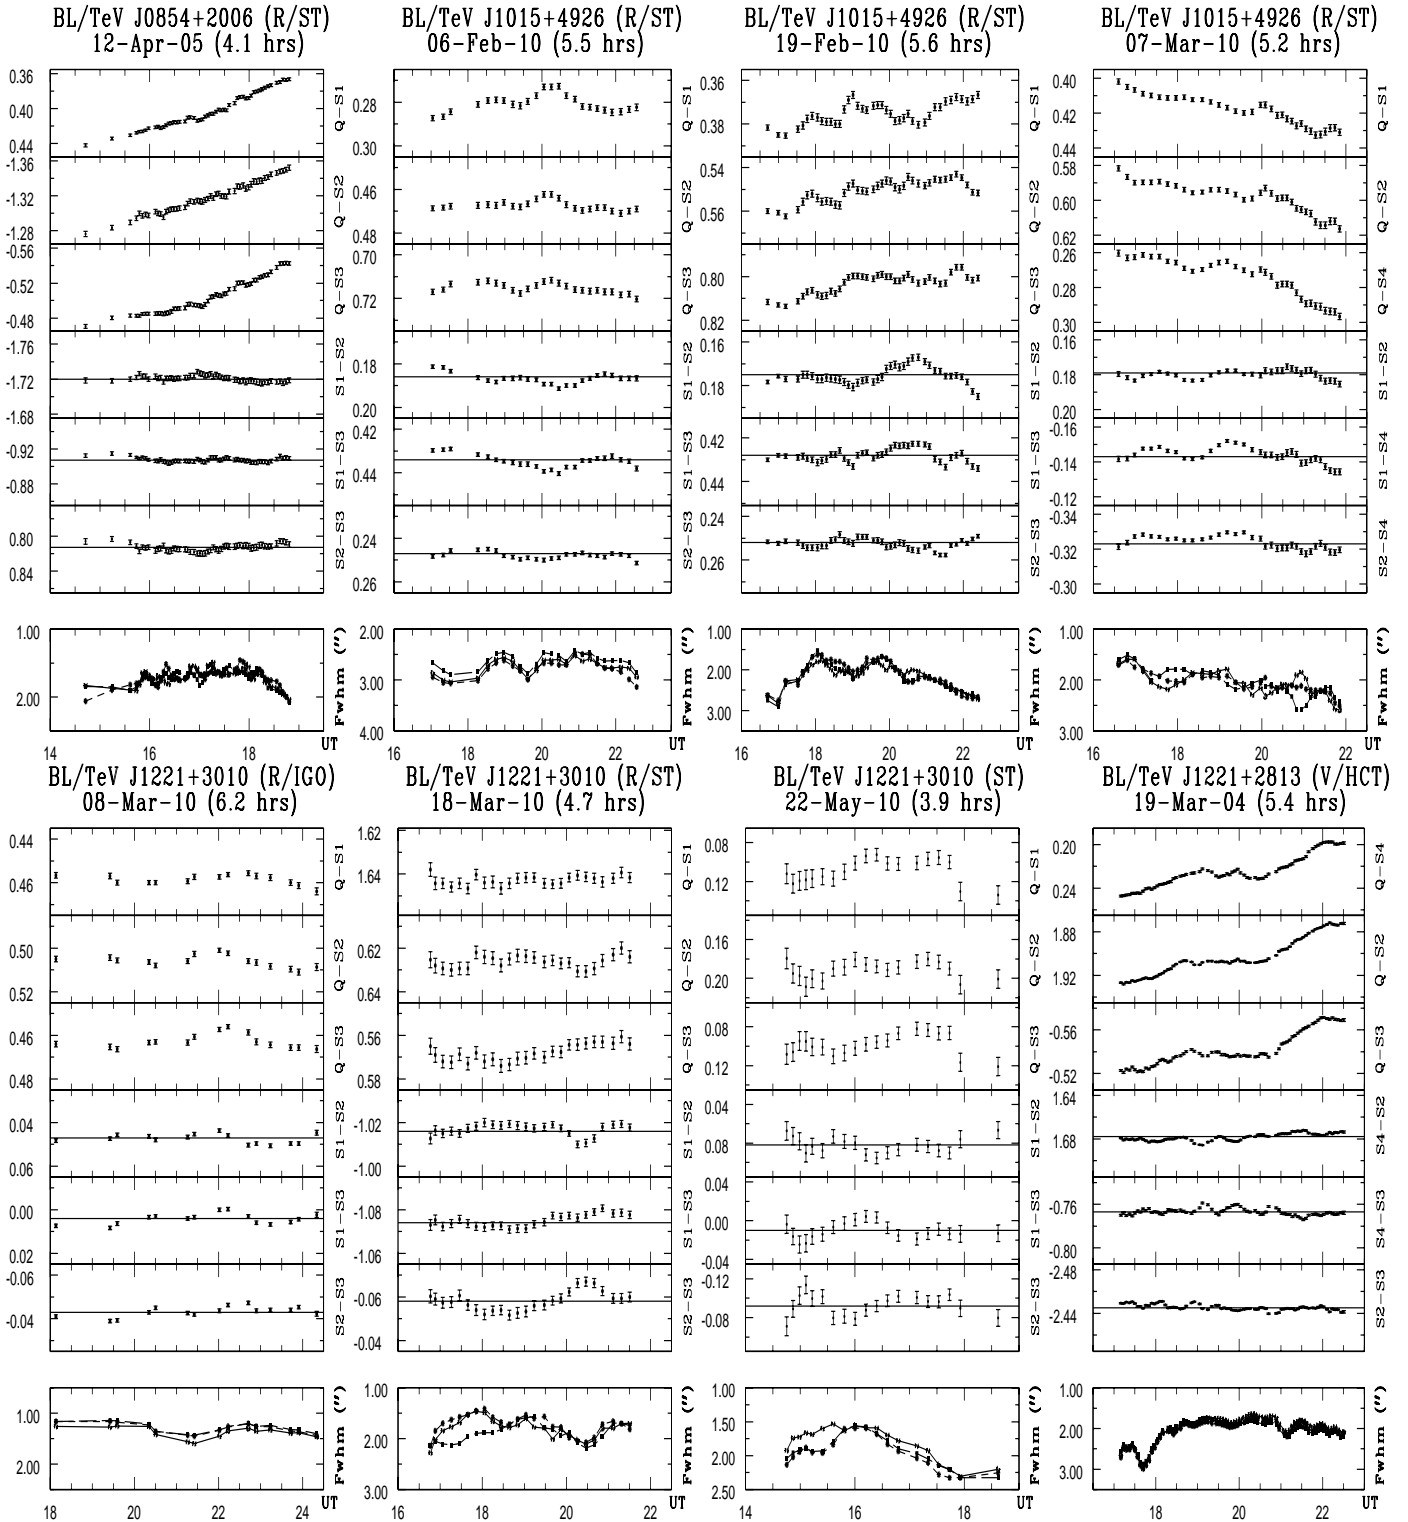 BL/TeV J0854+2006 (R/ST)
12-Apr-05 (4.1 hrs)
0.36
0.40
0.44
Q-S1
-1.36
-1.32
-1.28
Q-S2
-0.56
-0.52
-0.48
Q-S3
-1.76
-1.72
-1.68
S1-S2
-0.92
-0.88
S1-S3
0.80
0.84
S2-S3
1.00
2.00
Fwhm (")
14 16 18 UT
BL/TeV J1015+4926 (R/ST)
06-Feb-10 (5.5 hrs)
0.28
0.30
Q-S1
0.46
0.48
Q-S2
0.70
0.72
Q-S3
0.18
0.20
S1-S2
0.42
0.44
S1-S3
0.24
0.26
S2-S3
2.00
3.00
4.00
Fwhm (")
16 18 20 22 UT
BL/TeV J1015+4926 (R/ST)
19-Feb-10 (5.6 hrs)
0.36
0.38
Q-S1
0.54
0.56
Q-S2
0.80
0.82
Q-S3
0.16
0.18
S1-S2
0.42
0.44
S1-S3
0.24
0.26
S2-S3
1.00
2.00
3.00
Fwhm (")
16 18 20 22 UT
BL/TeV J1015+4926 (R/ST)
07-Mar-10 (5.2 hrs)
0.40
0.42
0.44
Q-S1
0.58
0.60
0.62
Q-S2
0.26
0.28
0.30
Q-S4
0.18
0.20
S1-S2
-0.16
-0.14
-0.12
S1-S4
-0.34
-0.32
-0.30
S2-S4
1.00
2.00
3.00
Fwhm (")
16 18 20 22 UT
BL/TeV J1221+3010 (R/IGO)
08-Mar-10 (6.2 hrs)
0.44
0.46
Q-S1
0.50
0.52
Q-S2
0.46
0.48
Q-S3
0.04
0.06
S1-S2
0.00
0.02
S1-S3
-0.06
-0.04
S2-S3
1.00
2.00
Fwhm (")
18 20 22 24 UT
BL/TeV J1221+3010 (R/ST)
18-Mar-10 (4.7 hrs)
1.62
1.64
Q-S1
0.62
0.64
Q-S2
0.56
0.58
Q-S3
-1.02
-1.00
S1-S2
-1.08
-1.06
S1-S3
-0.06
-0.04
S2-S3
1.00
2.00
3.00
Fwhm (")
16 18 20 22 UT
BL/TeV J1221+3010 (ST)
22-May-10 (3.9 hrs)
0.08
0.12
Q-S1
0.16
0.20
Q-S2
0.08
0.12
Q-S3
0.04
0.08
S1-S2
0.04
0.00
-0.04
S1-S3
-0.12
-0.08
S2-S3
1.00
1.50
2.00
2.50
Fwhm (")
14 16 18 UT
BL/TeV J1221+2813 (V/HCT)
19-Mar-04 (5.4 hrs)
0.20
0.24
Q-S4
1.88
1.92
Q-S2
-0.56
-0.52
Q-S3
1.64
1.68
S4-S2
-0.76
-0.80
S4-S3
-2.48
-2.44
S2-S3
1.00
2.00
3.00
Fwhm (")
18 20 22 UT